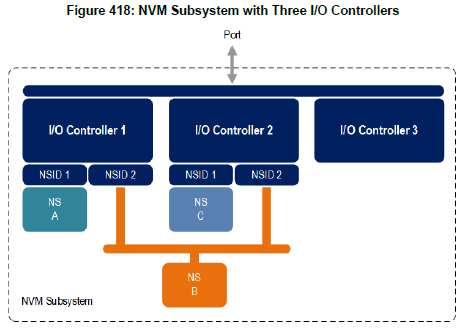 Figure 418: NVM Subsystem with Three I/O Controllers
Port
I/O Controller 1
I/O Controller 2
I/O Controller 3
NSID 1
NSID 2
NSID 1
NSID 2
NS
A
NS
C
NS
B
NVM Subsystem